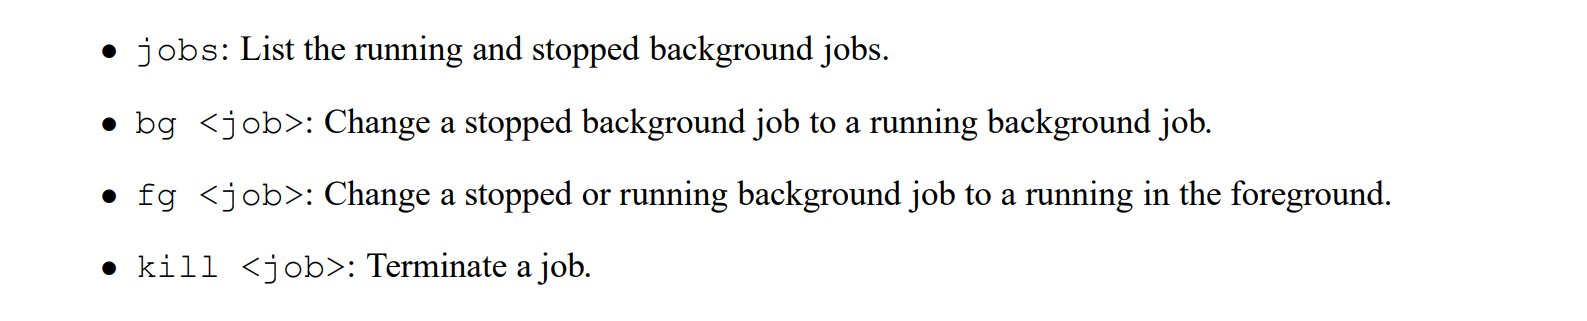 • jobs: List the running and stopped background jobs.
• bg <job>: Change a stopped background job to a running background job.
• fg <job>: Change a stopped or running background job to a running in the foreground.
• kill <job>: Terminate a job.